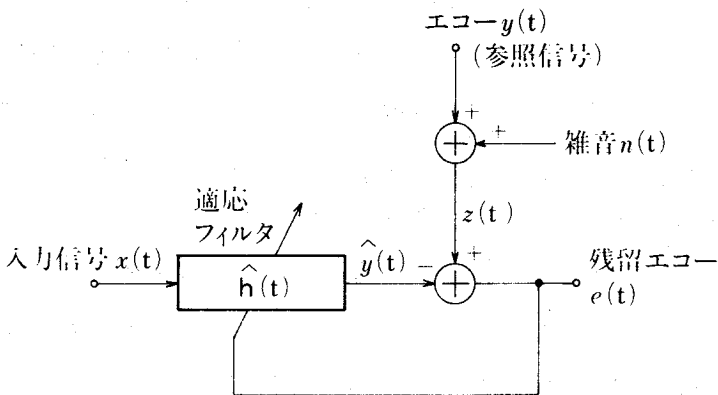 エコーy(t)
(参照信号)
+
+
雑音n(t)
z(t)
適応
フィルタ
入力信号x(t)
ĥ(t)
ŷ(t)
−
+
残留エコー
e(t)